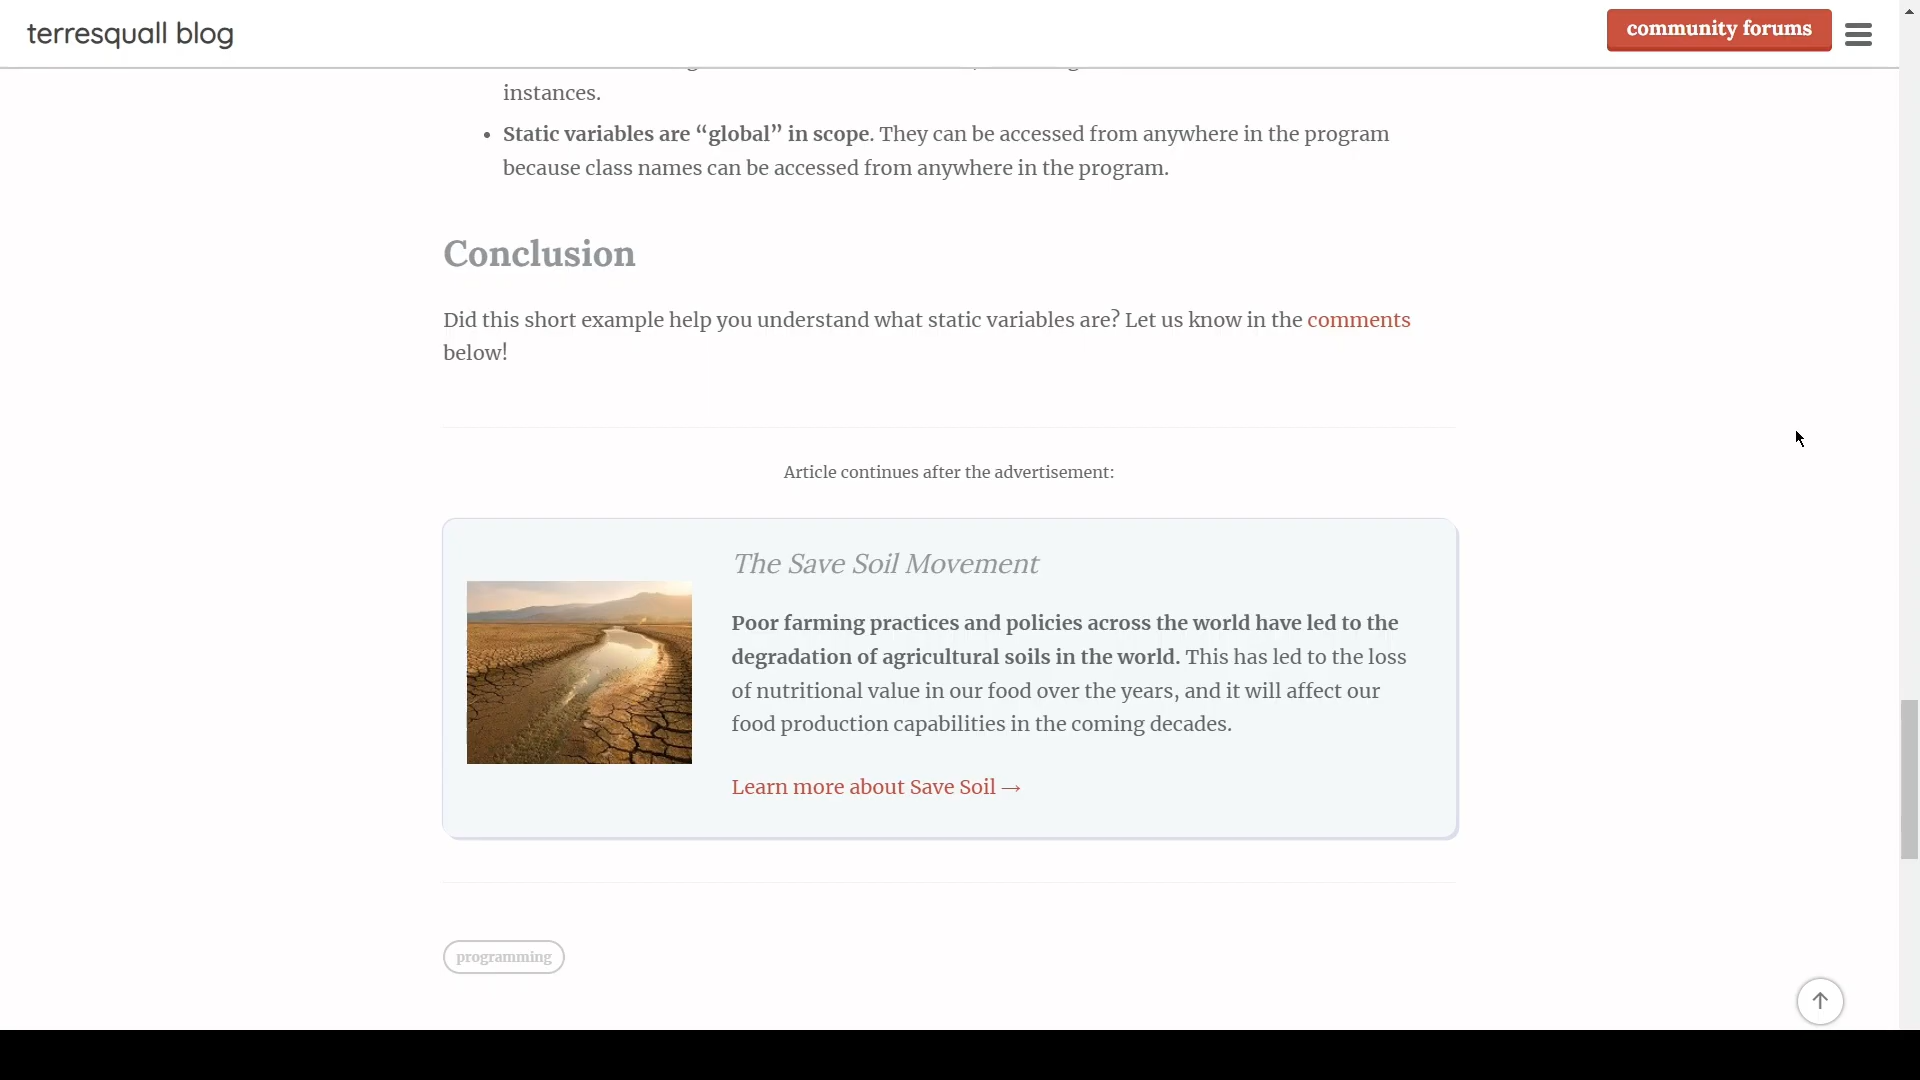 terresquall blog
community forums
instances.
• Static variables are “global” in scope. They can be accessed from anywhere in the program
because class names can be accessed from anywhere in the program.
Conclusion
Did this short example help you understand what static variables are? Let us know in the comments
below!
Article continues after the advertisement:
The Save Soil Movement
Poor farming practices and policies across the world have led to the
degradation of agricultural soils in the world. This has led to the loss
of nutritional value in our food over the years, and it will affect our
food production capabilities in the coming decades.
Learn more about Save Soil →
programming